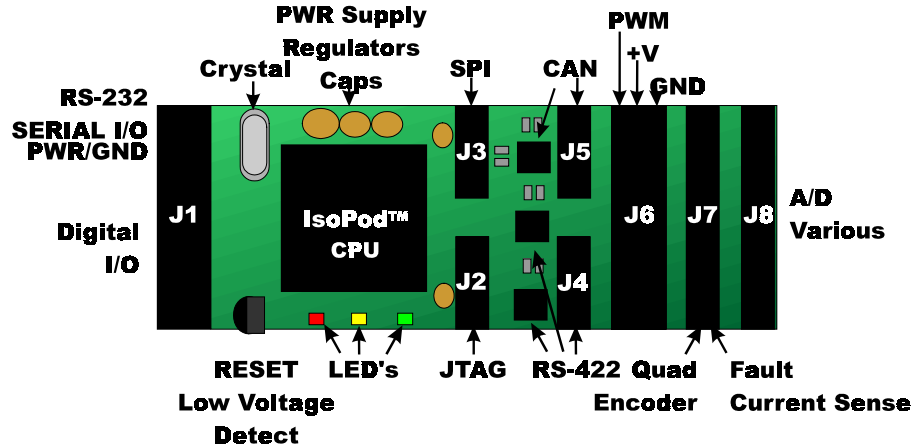 PWR Supply
Regulators
Caps
Crystal
SPI
CAN
PWM
+V
GND
RS-232
SERIAL I/O
PWR/GND
Digital
I/O
J1
IsoPod™
CPU
J3
J2
J5
J4
J6
J7
J8
A/D
Various
RESET
Low Voltage
Detect
LED's
JTAG
RS-422
Quad
Encoder
Fault
Current Sense